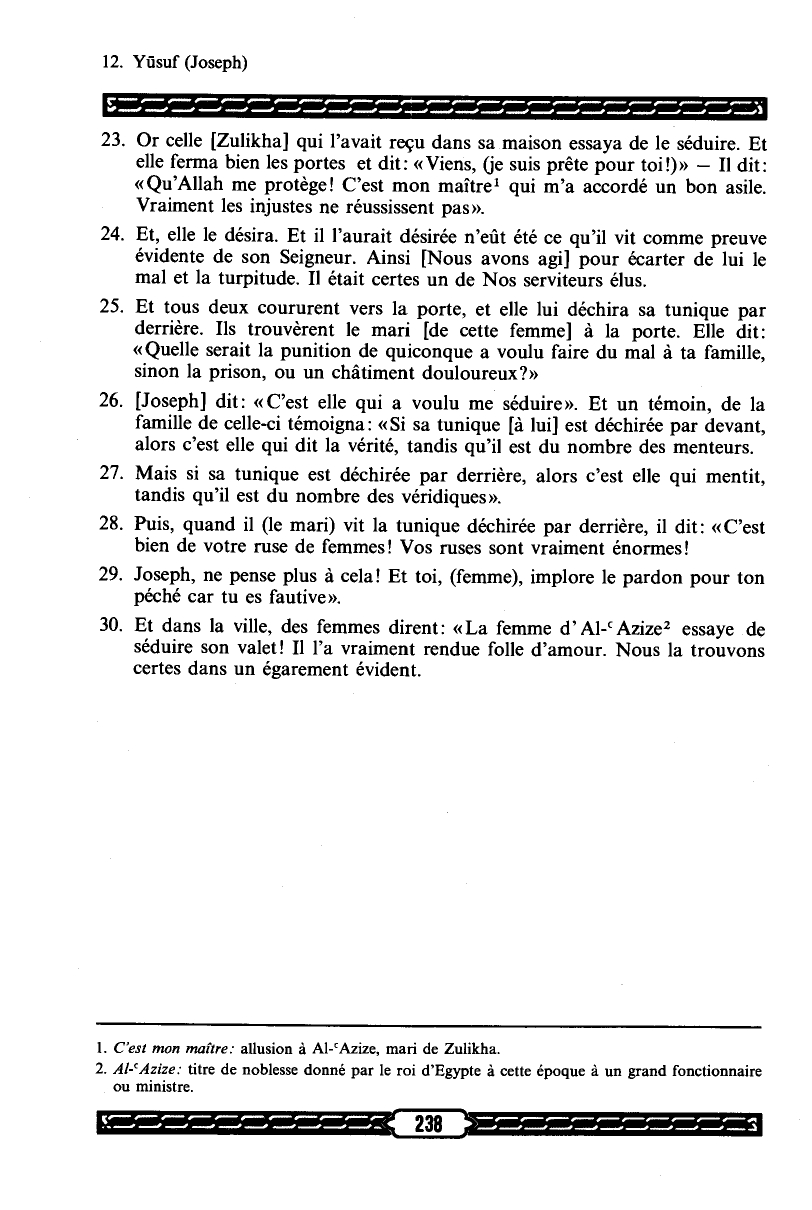 12. Yūsuf (Joseph)
23. Or celle [Zulikha] qui l'avait reçu dans sa maison essaya de le séduire. Et
elle ferma bien les portes et dit: «Viens, (je suis prête pour toi!)» — Il dit:
«Qu'Allah me protège! C'est mon maître¹ qui m'a accordé un bon asile.
Vraiment les injustes ne réussissent pas».
24. Et, elle le désira. Et il l'aurait désirée n'eût été ce qu'il vit comme preuve
évidente de son Seigneur. Ainsi [Nous avons agi] pour écarter de lui le
mal et la turpitude. Il était certes un de Nos serviteurs élus.
25. Et tous deux coururent vers la porte, et elle lui déchira sa tunique par
derrière. Ils trouvèrent le mari [de cette femme] à la porte. Elle dit:
«Quelle serait la punition de quiconque a voulu faire du mal à ta famille,
sinon la prison, ou un châtiment douloureux?»
26. [Joseph] dit: «C'est elle qui a voulu me séduire». Et un témoin, de la
famille de celle-ci témoigna: «Si sa tunique [à lui] est déchirée par devant,
alors c'est elle qui dit la vérité, tandis qu'il est du nombre des menteurs.
27. Mais si sa tunique est déchirée par derrière, alors c'est elle qui mentit,
tandis qu'il est du nombre des véridiques».
28. Puis, quand il (le mari) vit la tunique déchirée par derrière, il dit: «C'est
bien de votre ruse de femmes! Vos ruses sont vraiment énormes!
29. Joseph, ne pense plus à cela! Et toi, (femme), implore le pardon pour ton
péché car tu es fautive».
30. Et dans la ville, des femmes dirent: «La femme d'Al-ᶜAzize² essaye de
séduire son valet! Il l'a vraiment rendue folle d'amour. Nous la trouvons
certes dans un égarement évident.
1. C'est mon maître: allusion à Al-ᶜAzize, mari de Zulikha.
2. Al-ᶜAzize: titre de noblesse donné par le roi d'Egypte à cette époque à un grand fonctionnaire
ou ministre.
238